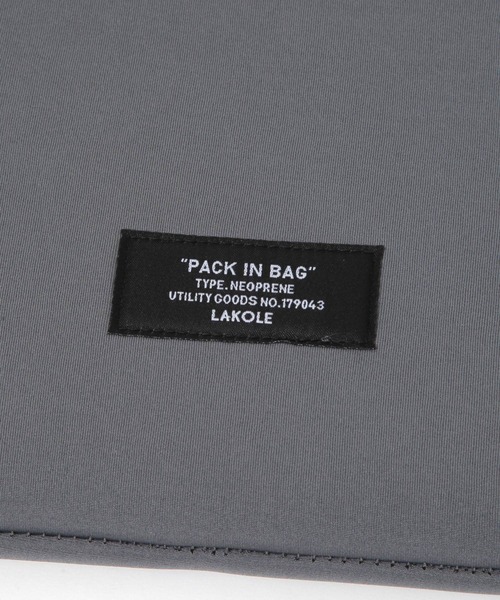 "PACK IN BAG"
TYPE.NEOPRENE
UTILITY GOODS NO.179043
LAKOLE